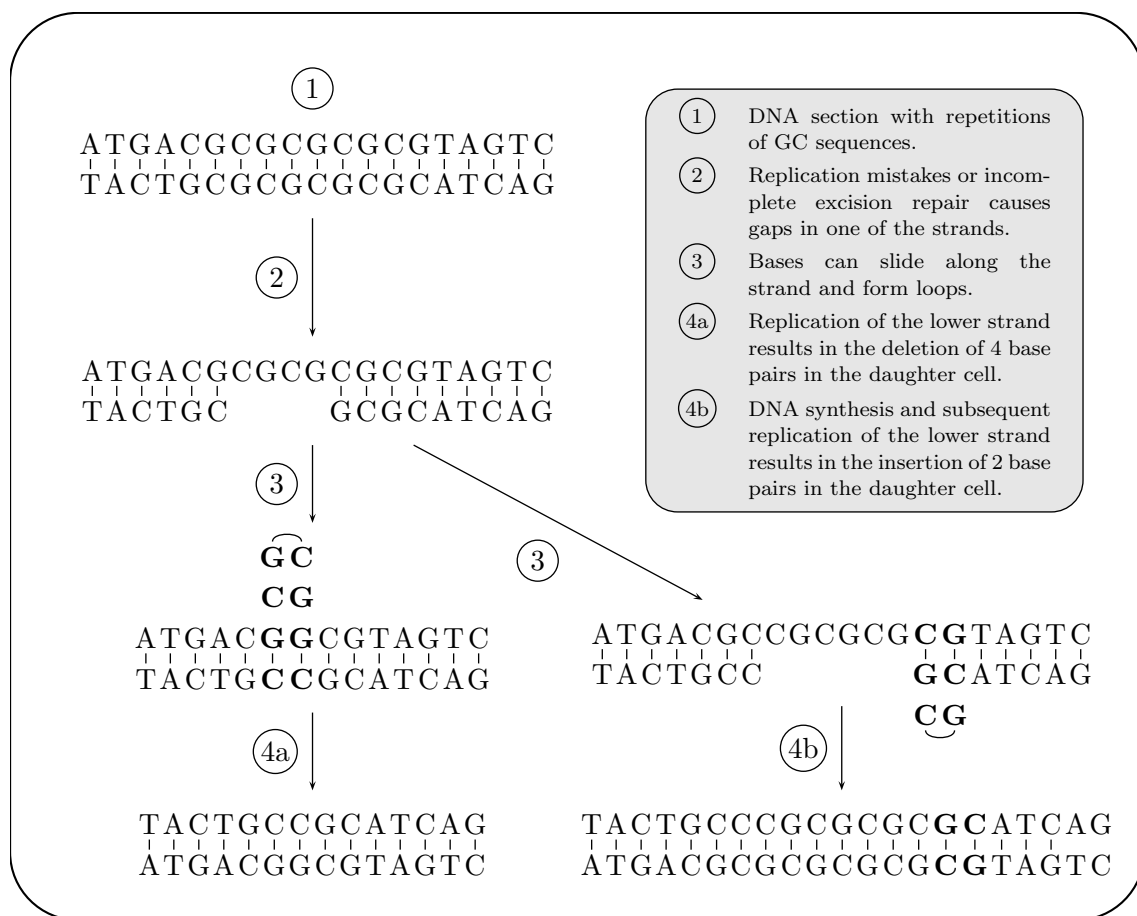 1
ATGACGCGCGCGCGTAGTC
TACTGCGCGCGCGCATCAG
2
ATGACGCGCGCGCGTAGTC
TACTGC GCGCATCAG
3
GC
CG
ATGACGGCGTAGTC
TACTGCCGCATCAG
4a
TACTGCCGCATCAG
ATGACGGCGTAGTC
3
ATGACGCCGCGCGCGTAGTC
TACTGCC GCATCAG
CG
4b
TACTGCCCGCGCGCGCATCAG
ATGACGCGCGCGCGCGTAGTC
1 DNA section with repetitions
of GC sequences.
2 Replication mistakes or incom-
plete excision repair causes
gaps in one of the strands.
3 Bases can slide along the
strand and form loops.
4a Replication of the lower strand
results in the deletion of 4 base
pairs in the daughter cell.
4b DNA synthesis and subsequent
replication of the lower strand
results in the insertion of 2 base
pairs in the daughter cell.